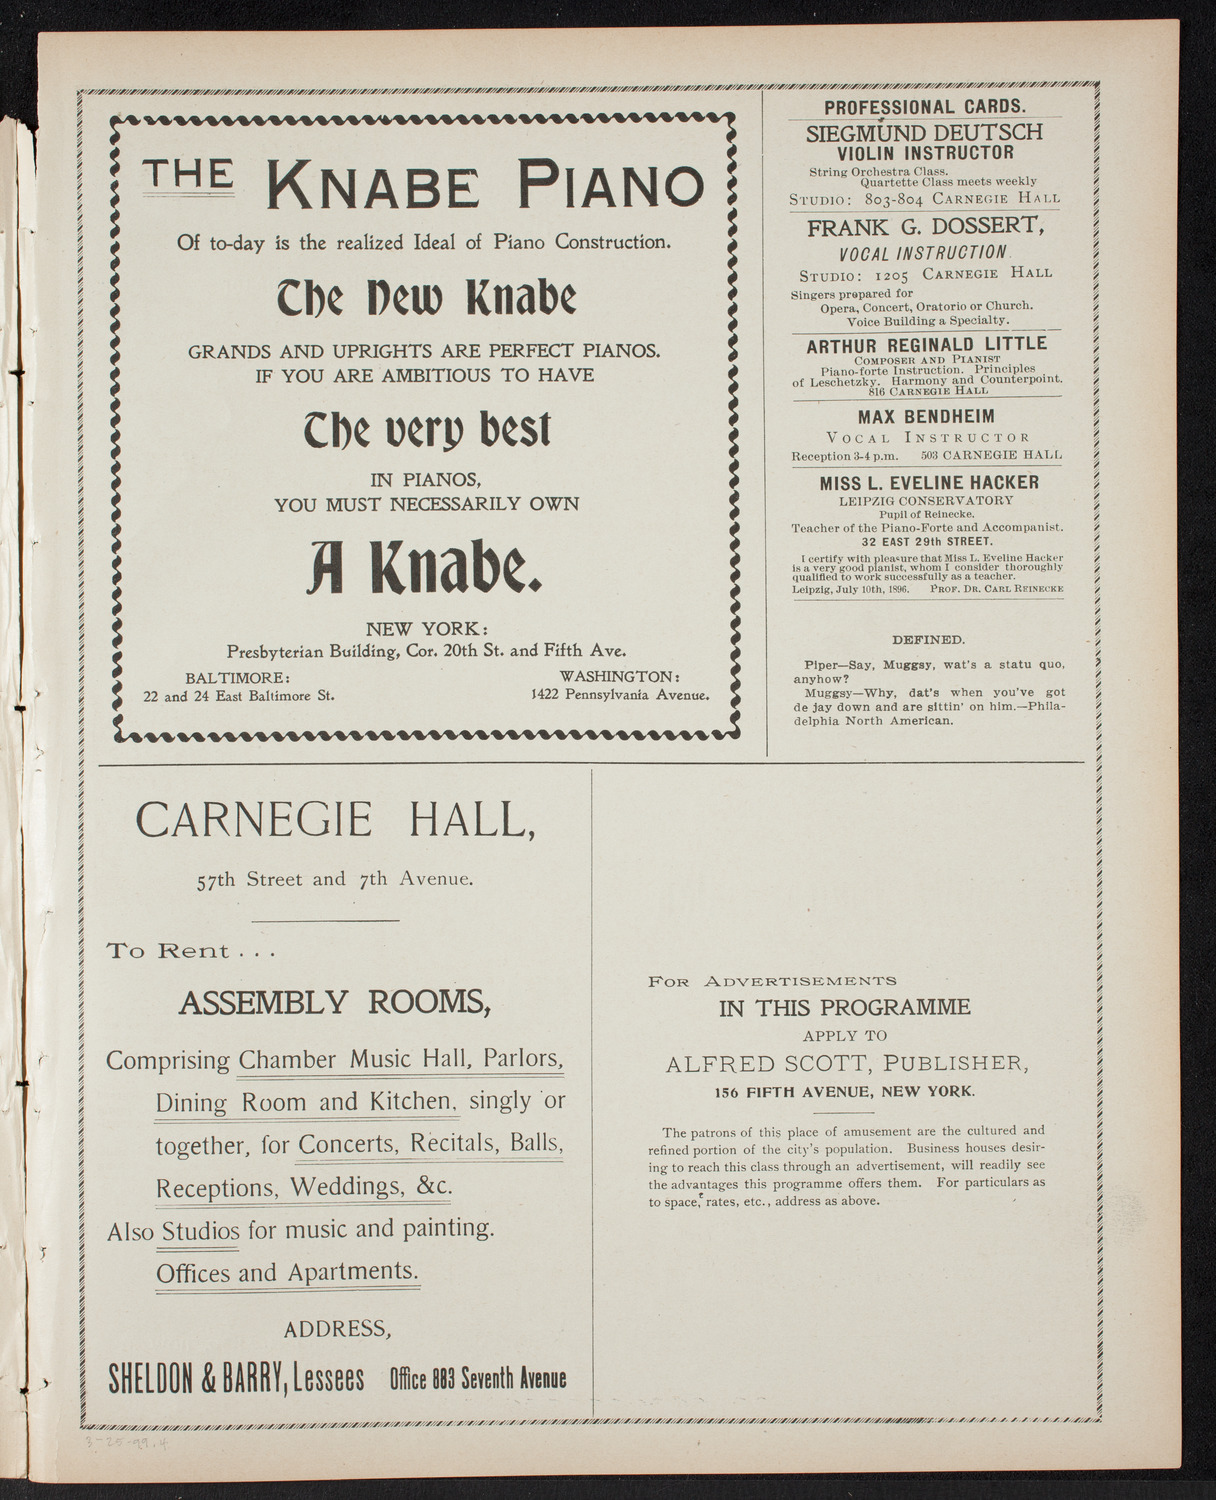 THE KNABE PIANO
Of to-day is the realized Ideal of Piano Construction.
The New Knabe
GRANDS AND UPRIGHTS ARE PERFECT PIANOS.
IF YOU ARE AMBITIOUS TO HAVE
The very best
IN PIANOS,
YOU MUST NECESSARILY OWN
A Knabe.
NEW YORK:
Presbyterian Building, Cor. 20th St. and Fifth Ave.
BALTIMORE:
22 and 24 East Baltimore St.
WASHINGTON:
1422 Pennsylvania Avenue.
PROFESSIONAL CARDS.
SIEGMUND DEUTSCH
VIOLIN INSTRUCTOR
String Orchestra Class.
Quartette Class meets weekly
STUDIO: 803-804 CARNEGIE HALL
FRANK G. DOSSERT,
VOCAL INSTRUCTION.
STUDIO: 1205 CARNEGIE HALL
Singers prepared for
Opera, Concert, Oratorio or Church.
Voice Building a Specialty.
ARTHUR REGINALD LITTLE
COMPOSER AND PIANIST
Piano-forte Instruction. Principles
of Leschetzky. Harmony and Counterpoint.
816 CARNEGIE HALL
MAX BENDHEIM
VOCAL INSTRUCTOR
Reception 3-4 p.m. 503 CARNEGIE HALL
MISS L. EVELINE HACKER
LEIPZIG CONSERVATORY
Pupil of Reinecke.
Teacher of the Piano-Forte and Accompanist.
32 EAST 29th STREET.
I certify with pleasure that Miss L. Eveline Hacker
is a very good pianist, whom I consider thoroughly
qualified to work successfully as a teacher.
Leipzig, July 10th, 1896. PROF. DR. CARL REINECKE
DEFINED.
Piper—Say, Muggsy, wat's a statu quo,
anyhow?
Muggsy—Why, dat's when you've got
de jay down and are sittin' on him.—Phila-
delphia North American.
CARNEGIE HALL,
57th Street and 7th Avenue.
To Rent . . .
ASSEMBLY ROOMS,
Comprising Chamber Music Hall, Parlors,
Dining Room and Kitchen, singly or
together, for Concerts, Recitals, Balls,
Receptions, Weddings, &c.
Also Studios for music and painting.
Offices and Apartments.
ADDRESS,
SHELDON & BARRY, Lessees Office 883 Seventh Avenue
FOR ADVERTISEMENTS
IN THIS PROGRAMME
APPLY TO
ALFRED SCOTT, PUBLISHER,
156 FIFTH AVENUE, NEW YORK.
The patrons of this place of amusement are the cultured and
refined portion of the city's population. Business houses desir-
ing to reach this class through an advertisement, will readily see
the advantages this programme offers them. For particulars as
to space, rates, etc., address as above.
3-25-99.4